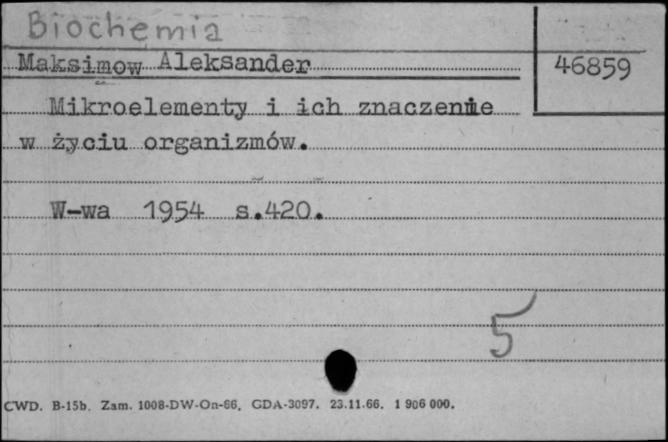 Biochemia
Maksimow Aleksander
46859
Mikroelementy i ich znaczenie
w życiu organizmów.
W-wa 1954 s.420.
5
CWD. B-15b. Zam. 1008-DW-On-66. GDA-3097. 23.11.66. 1 906 000.